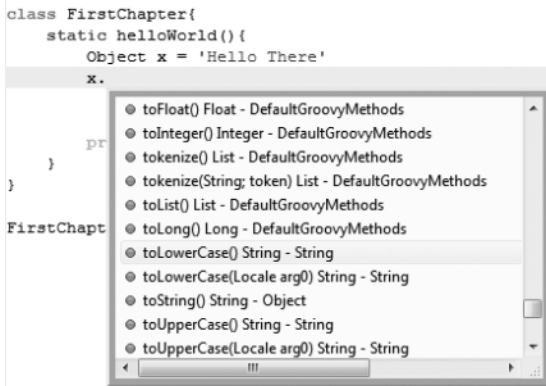 class FirstChapter{
static helloWorld(){
Object x = 'Hello There'
x.
toFloat() Float - DefaultGroovyMethods
toInteger() Integer - DefaultGroovyMethods
pr
tokenize() List - DefaultGroovyMethods
}
tokenize(String; token) List - DefaultGroovyMethods
}
toList() List - DefaultGroovyMethods
FirstChapt
toLong() Long - DefaultGroovyMethods
toLowerCase() String - String
toLowerCase(Locale arg0) String - String
toString() String - Object
toUpperCase() String - String
toUpperCase(Locale arg0) String - String